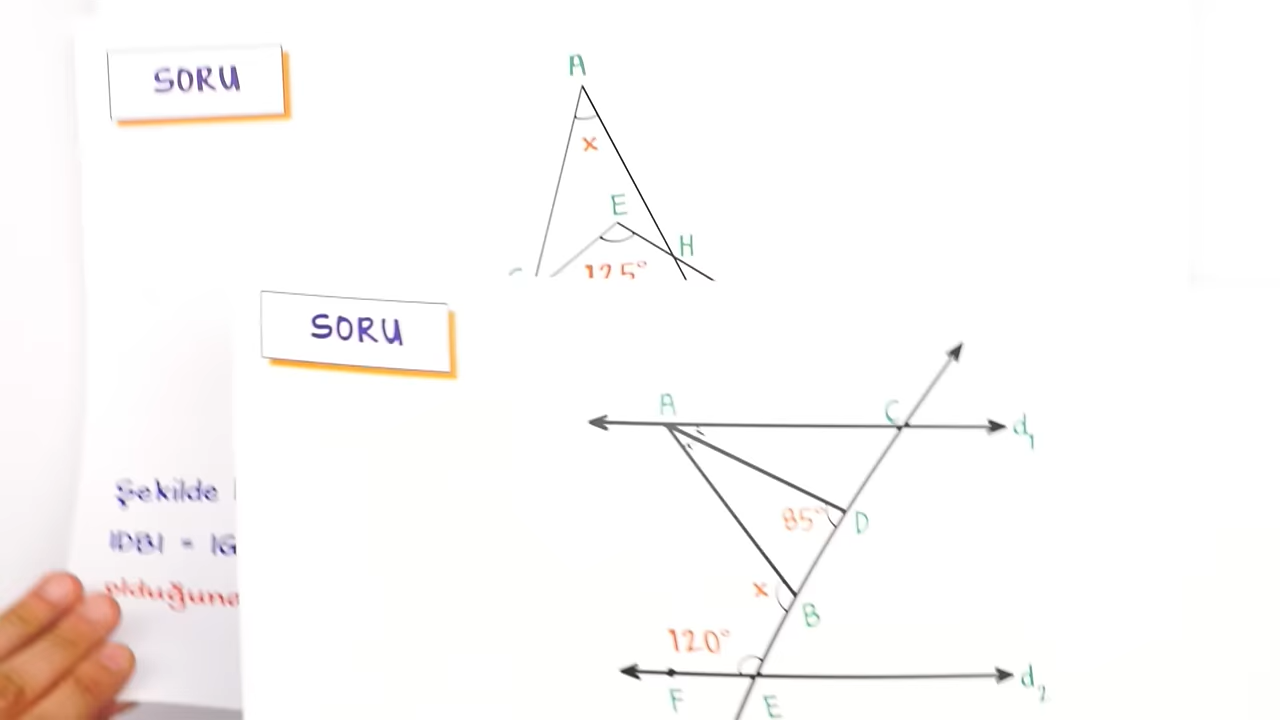 SORU
A
x
E
H
125°
Şekilde
|DB| = |G
olduğuna
SORU
A
C
d₁
85°
D
x
B
120°
F
E
d₂